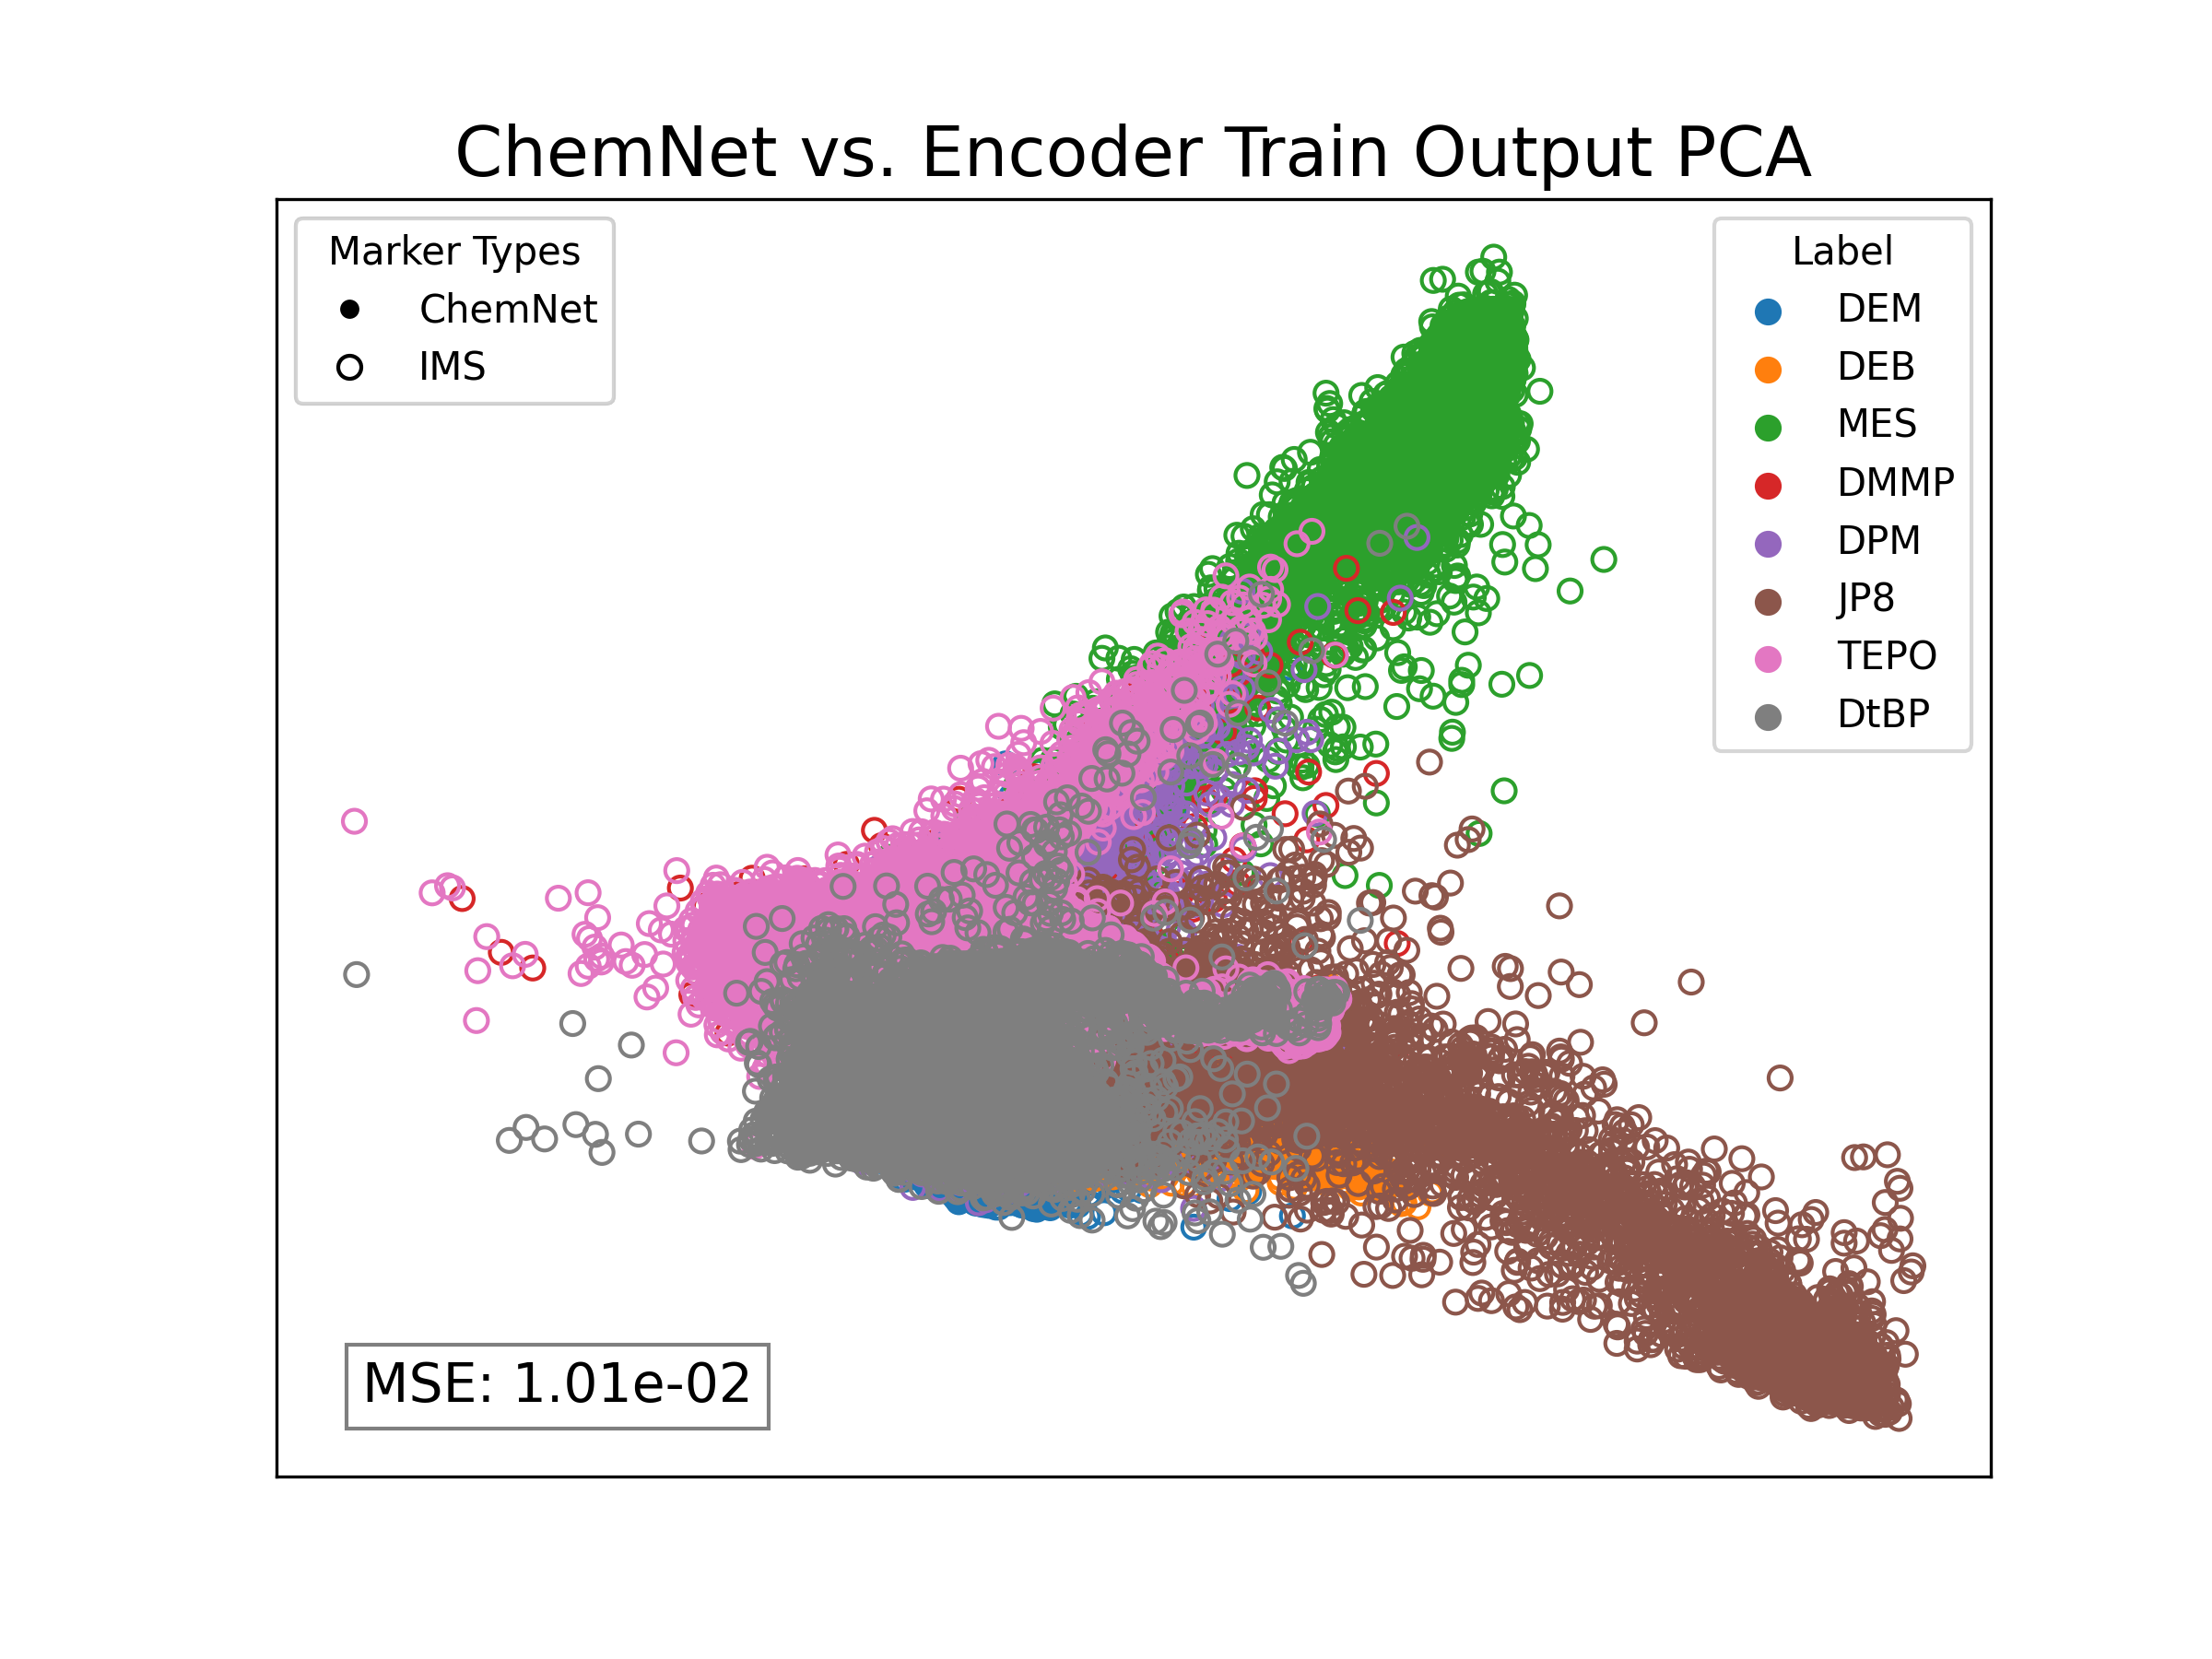 ChemNet vs. Encoder Train Output PCA
Marker Types
ChemNet
IMS
Label
DEM
DEB
MES
DMMP
DPM
JP8
TEPO
DtBP
MSE: 1.01e-02